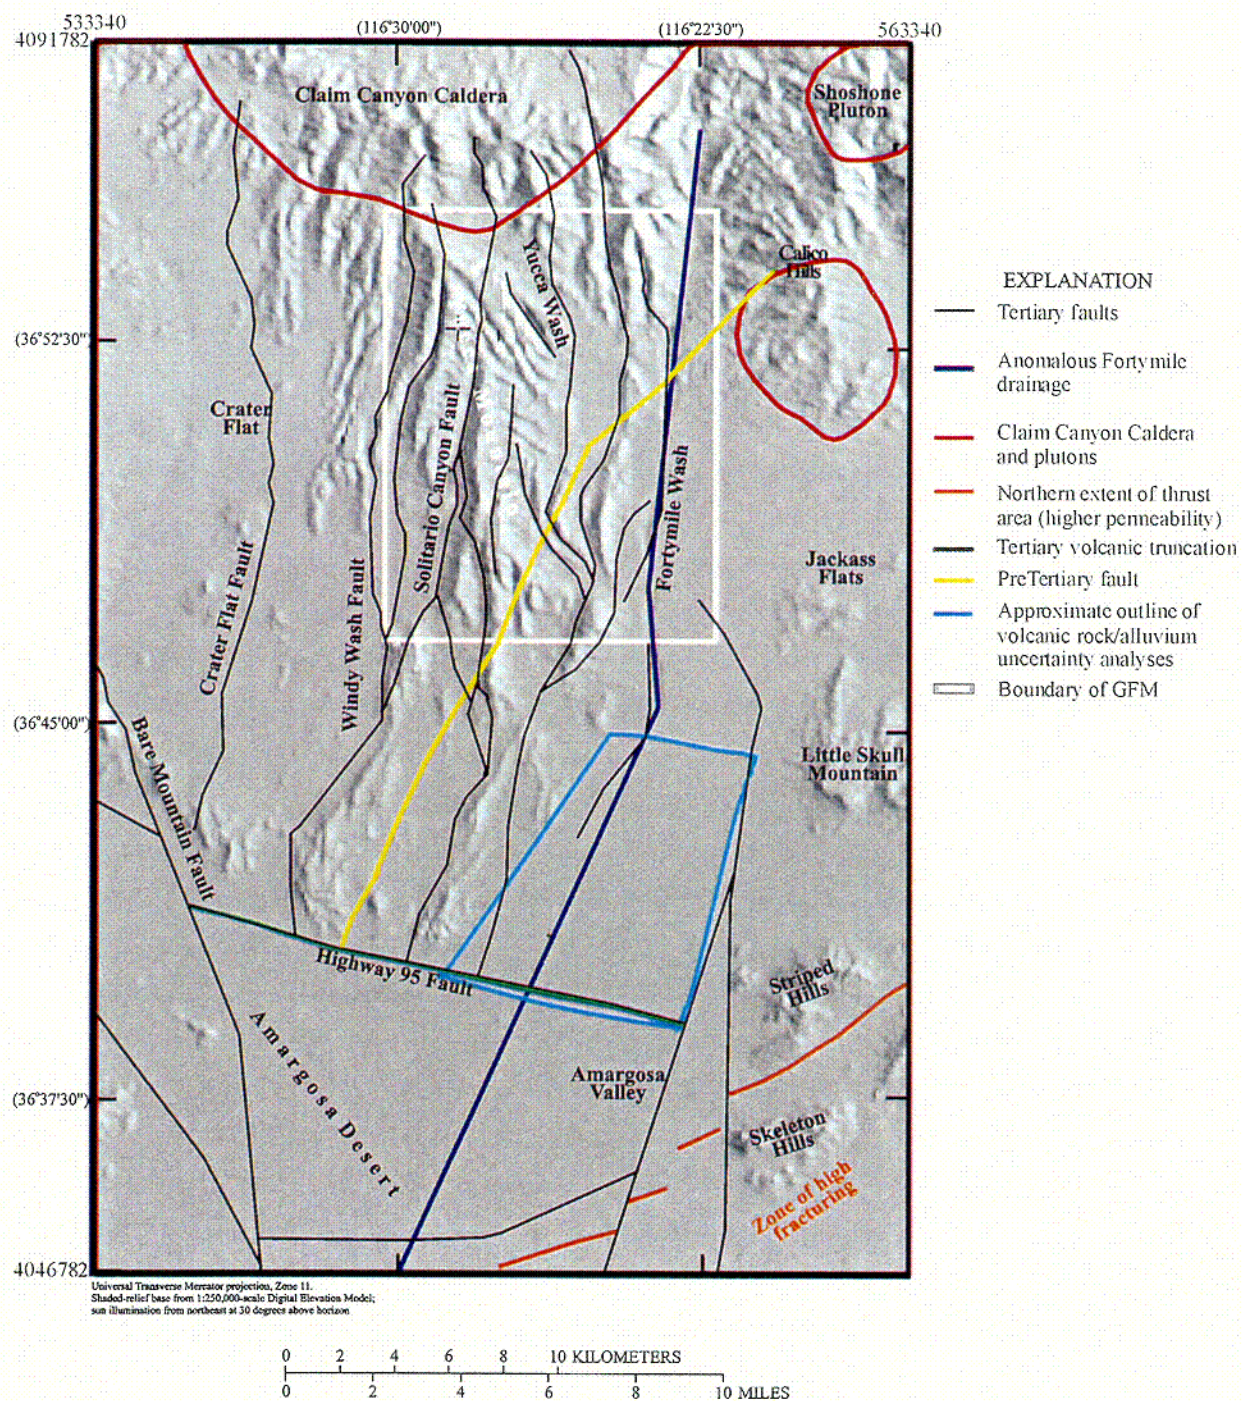 533340
(116°30'00")
(116°22'30")
563340
4091782
Claim Canyon Caldera
Shoshone
Pluton
Calico
Hills
Yucca Wash
(36°52'30")
EXPLANATION
Tertiary faults
Anomalous Fortymile
drainage
Claim Canyon Caldera
and plutons
Northern extent of thrust
area (higher permeability)
Tertiary volcanic truncation
PreTertiary fault
Approximate outline of
volcanic rock/alluvium
uncertainty analyses
Boundary of GFM
Crater
Flat
Solitario Canyon Fault
Fortymile Wash
Jackass
Flats
Crater Flat Fault
Windy Wash Fault
(36°45'00")
Bare Mountain Fault
Little Skull
Mountain
Highway 95 Fault
Striped
Hills
Amargosa Desert
Amargosa
Valley
(36°37'30")
Skeleton
Hills
Zone of high
fracturing
4046782
Universal Transverse Mercator projection, Zone 11.
Shaded-relief base from 1:250,000-scale Digital Elevation Model;
sun illumination from northeast at 30 degrees above horizon
0 2 4 6 8 10 KILOMETERS
0 2 4 6 8 10 MILES